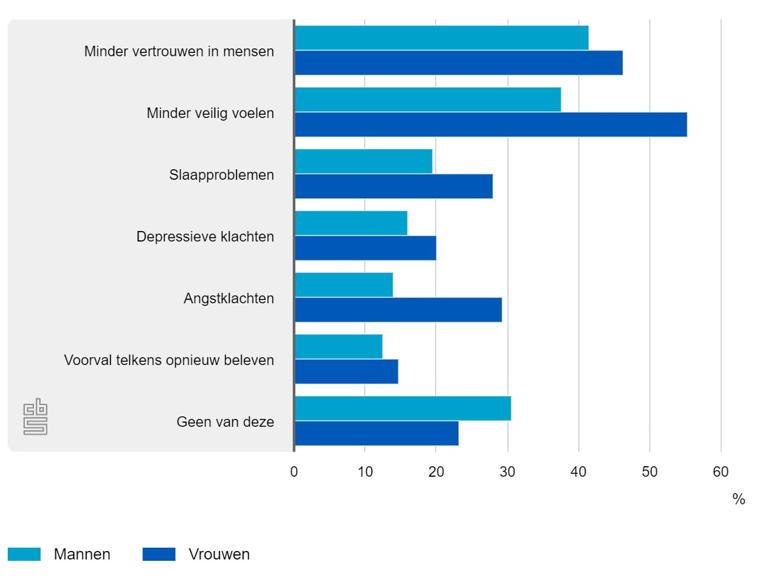 Minder vertrouwen in mensen
Minder veilig voelen
Slaapproblemen
Depressieve klachten
Angstklachten
Voorval telkens opnieuw beleven
Geen van deze
0 10 20 30 40 50 60
%
Mannen Vrouwen